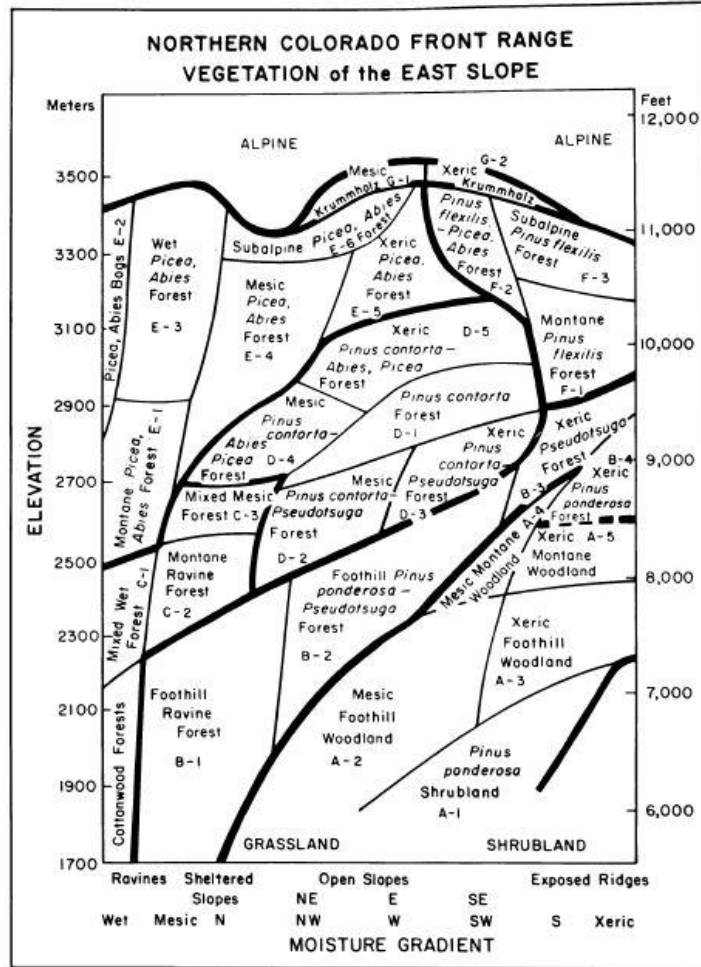 NORTHERN COLORADO FRONT RANGE
VEGETATION of the EAST SLOPE
Meters
Feet
12,000
11,000
10,000
9,000
8,000
7,000
6,000
3500
3300
3100
2900
2700
2500
2300
2100
1900
1700
ELEVATION
ALPINE
ALPINE
Mesic
Krummholz G-1
Xeric G-2
Krummholz
Picea, Abies Bogs E-2
Wet
Picea,
Abies
Forest
E-3
Subalpine Picea, Abies
E-6 Forest
Mesic
Picea,
Abies
Forest
E-4
Xeric
Picea,
Abies
Forest
E-5
Pinus
flexilis
-Picea,
Abies
Forest
F-2
Subalpine
Pinus flexilis
Forest
F-3
Montane
Pinus
flexilis
Forest
F-1
Xeric D-5
Pinus contorta-
Abies, Picea
Forest
Mesic
Pinus
contorta-
Abies
Picea
Forest D-4
Pinus contorta
Forest
D-1
Montane Picea,
Abies Forest E-1
Mixed Mesic
Forest C-3
Mesic
Pinus contorta-
Pseudotsuga
Forest
D-2
Xeric
Pinus
contorta-
Pseudotsuga
Forest
D-3
Xeric
Pseudotsuga
Forest
B-3
B-4
Xeric
Pinus
ponderosa
Forest
Xeric A-5
Montane
Woodland
Mesic Montane A-4
Woodland
Mixed Wet
Forest C-1
Montane
Ravine
Forest
C-2
Foothill Pinus
ponderosa-
Pseudotsuga
Forest
B-2
Xeric
Foothill
Woodland
A-3
Cottonwood Forests
Foothill
Ravine
Forest
B-1
Mesic
Foothill
Woodland
A-2
Pinus
ponderosa
Shrubland
A-1
GRASSLAND
SHRUBLAND
Ravines Sheltered Open Slopes Exposed Ridges
Slopes NE E SE
Wet Mesic N NW W SW S Xeric
MOISTURE GRADIENT